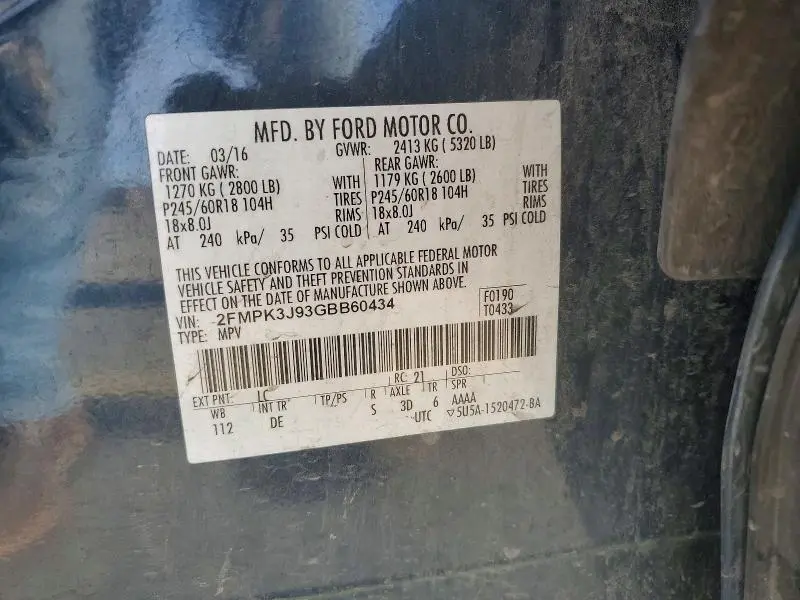 MFD. BY FORD MOTOR CO.
DATE: 03/16 GVWR: 2413 KG ( 5320 LB)
FRONT GAWR: REAR GAWR:
1270 KG ( 2800 LB) WITH 1179 KG ( 2600 LB) WITH
P245/60R18 104H TIRES P245/60R18 104H TIRES
18x8.0J RIMS 18x8.0J RIMS
AT 240 kPa/ 35 PSI COLD AT 240 kPa/ 35 PSI COLD
THIS VEHICLE CONFORMS TO ALL APPLICABLE FEDERAL MOTOR
VEHICLE SAFETY AND THEFT PREVENTION STANDARDS IN
EFFECT ON THE DATE OF MANUFACTURE SHOWN ABOVE.
VIN: 2FMPK3J93GBB60434 F0190
TYPE: MPV T0433
EXT PNT: LC RC: 21 DSO:
WB INT TR TP/PS R AXLE TR SPR
112 DE S 3D 6 AAAA
UTC ▽5U5A-1520472-BA